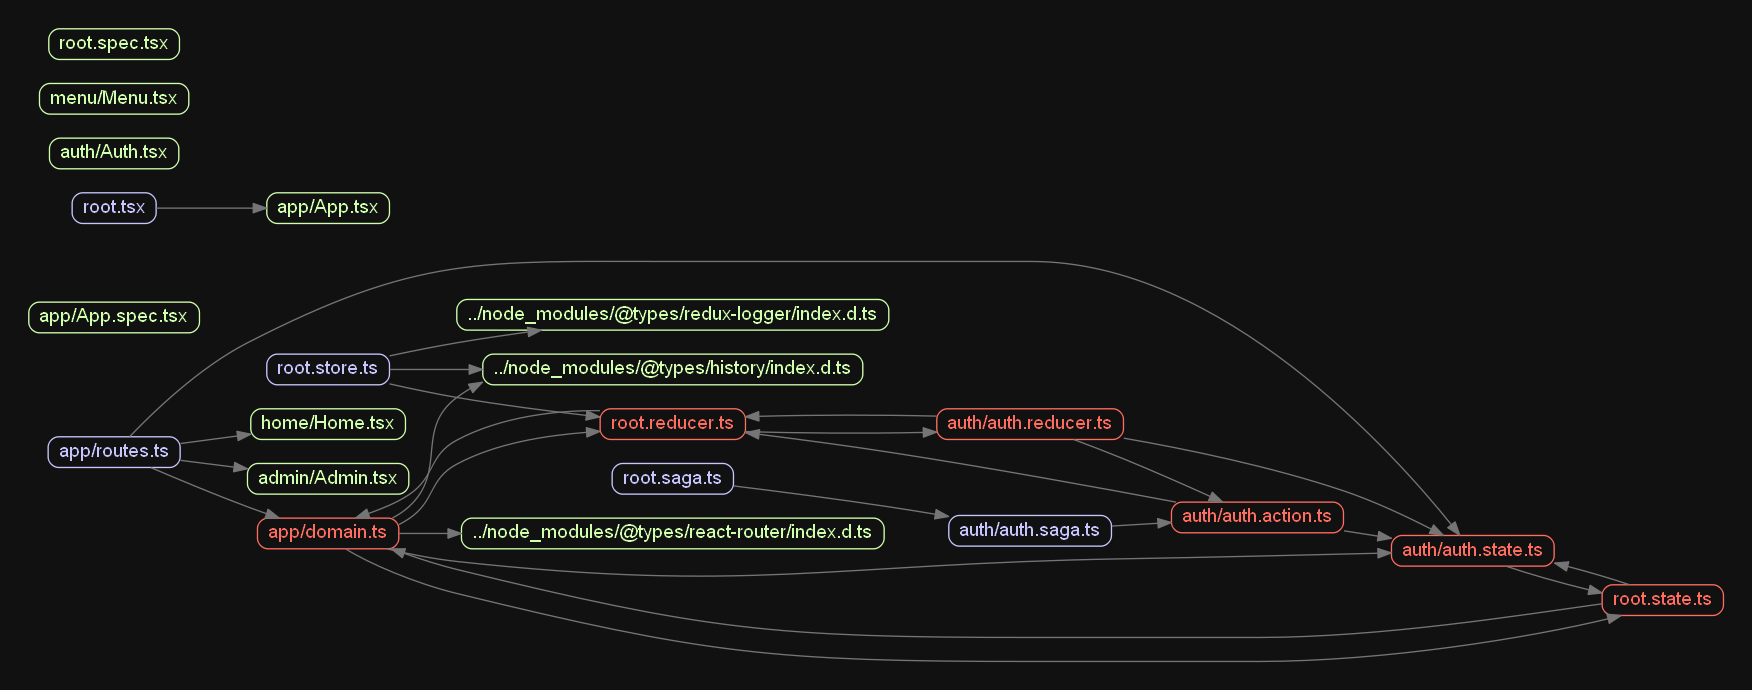 root.spec.tsx
menu/Menu.tsx
auth/Auth.tsx
root.tsx
app/App.tsx
app/App.spec.tsx
../node_modules/@types/redux-logger/index.d.ts
root.store.ts
../node_modules/@types/history/index.d.ts
home/Home.tsx
root.reducer.ts
auth/auth.reducer.ts
app/routes.ts
admin/Admin.tsx
root.saga.ts
auth/auth.action.ts
app/domain.ts
../node_modules/@types/react-router/index.d.ts
auth/auth.saga.ts
auth/auth.state.ts
root.state.ts